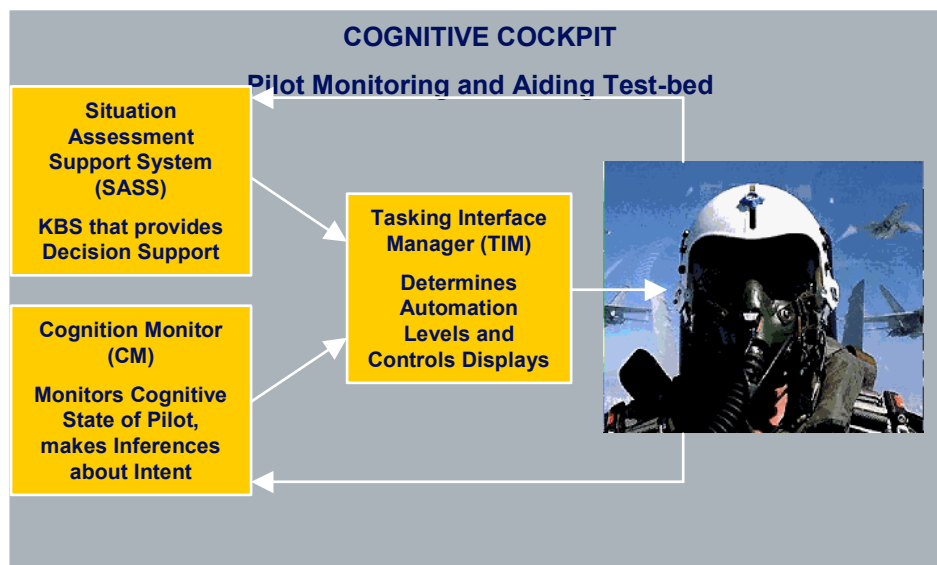 COGNITIVE COCKPIT
Pilot Monitoring and Aiding Test-bed
Situation
Assessment
Support System
(SASS)
KBS that provides
Decision Support
Cognition Monitor
(CM)
Monitors Cognitive
State of Pilot,
makes Inferences
about Intent
Tasking Interface
Manager (TIM)
Determines
Automation
Levels and
Controls Displays